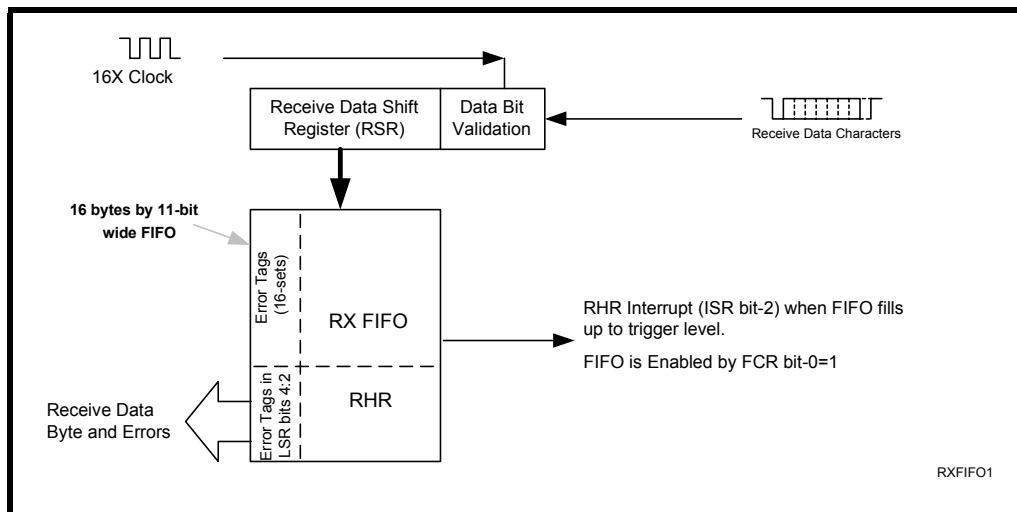 16X Clock
Receive Data Shift
Register (RSR)
Data Bit
Validation
Receive Data Characters
16 bytes by 11-bit
wide FIFO
Error Tags
(16-sets)
RX FIFO
RHR Interrupt (ISR bit-2) when FIFO fills
up to trigger level.
FIFO is Enabled by FCR bit-0=1
Error Tags in
LSR bits 4:2
RHR
Receive Data
Byte and Errors
RXFIFO1